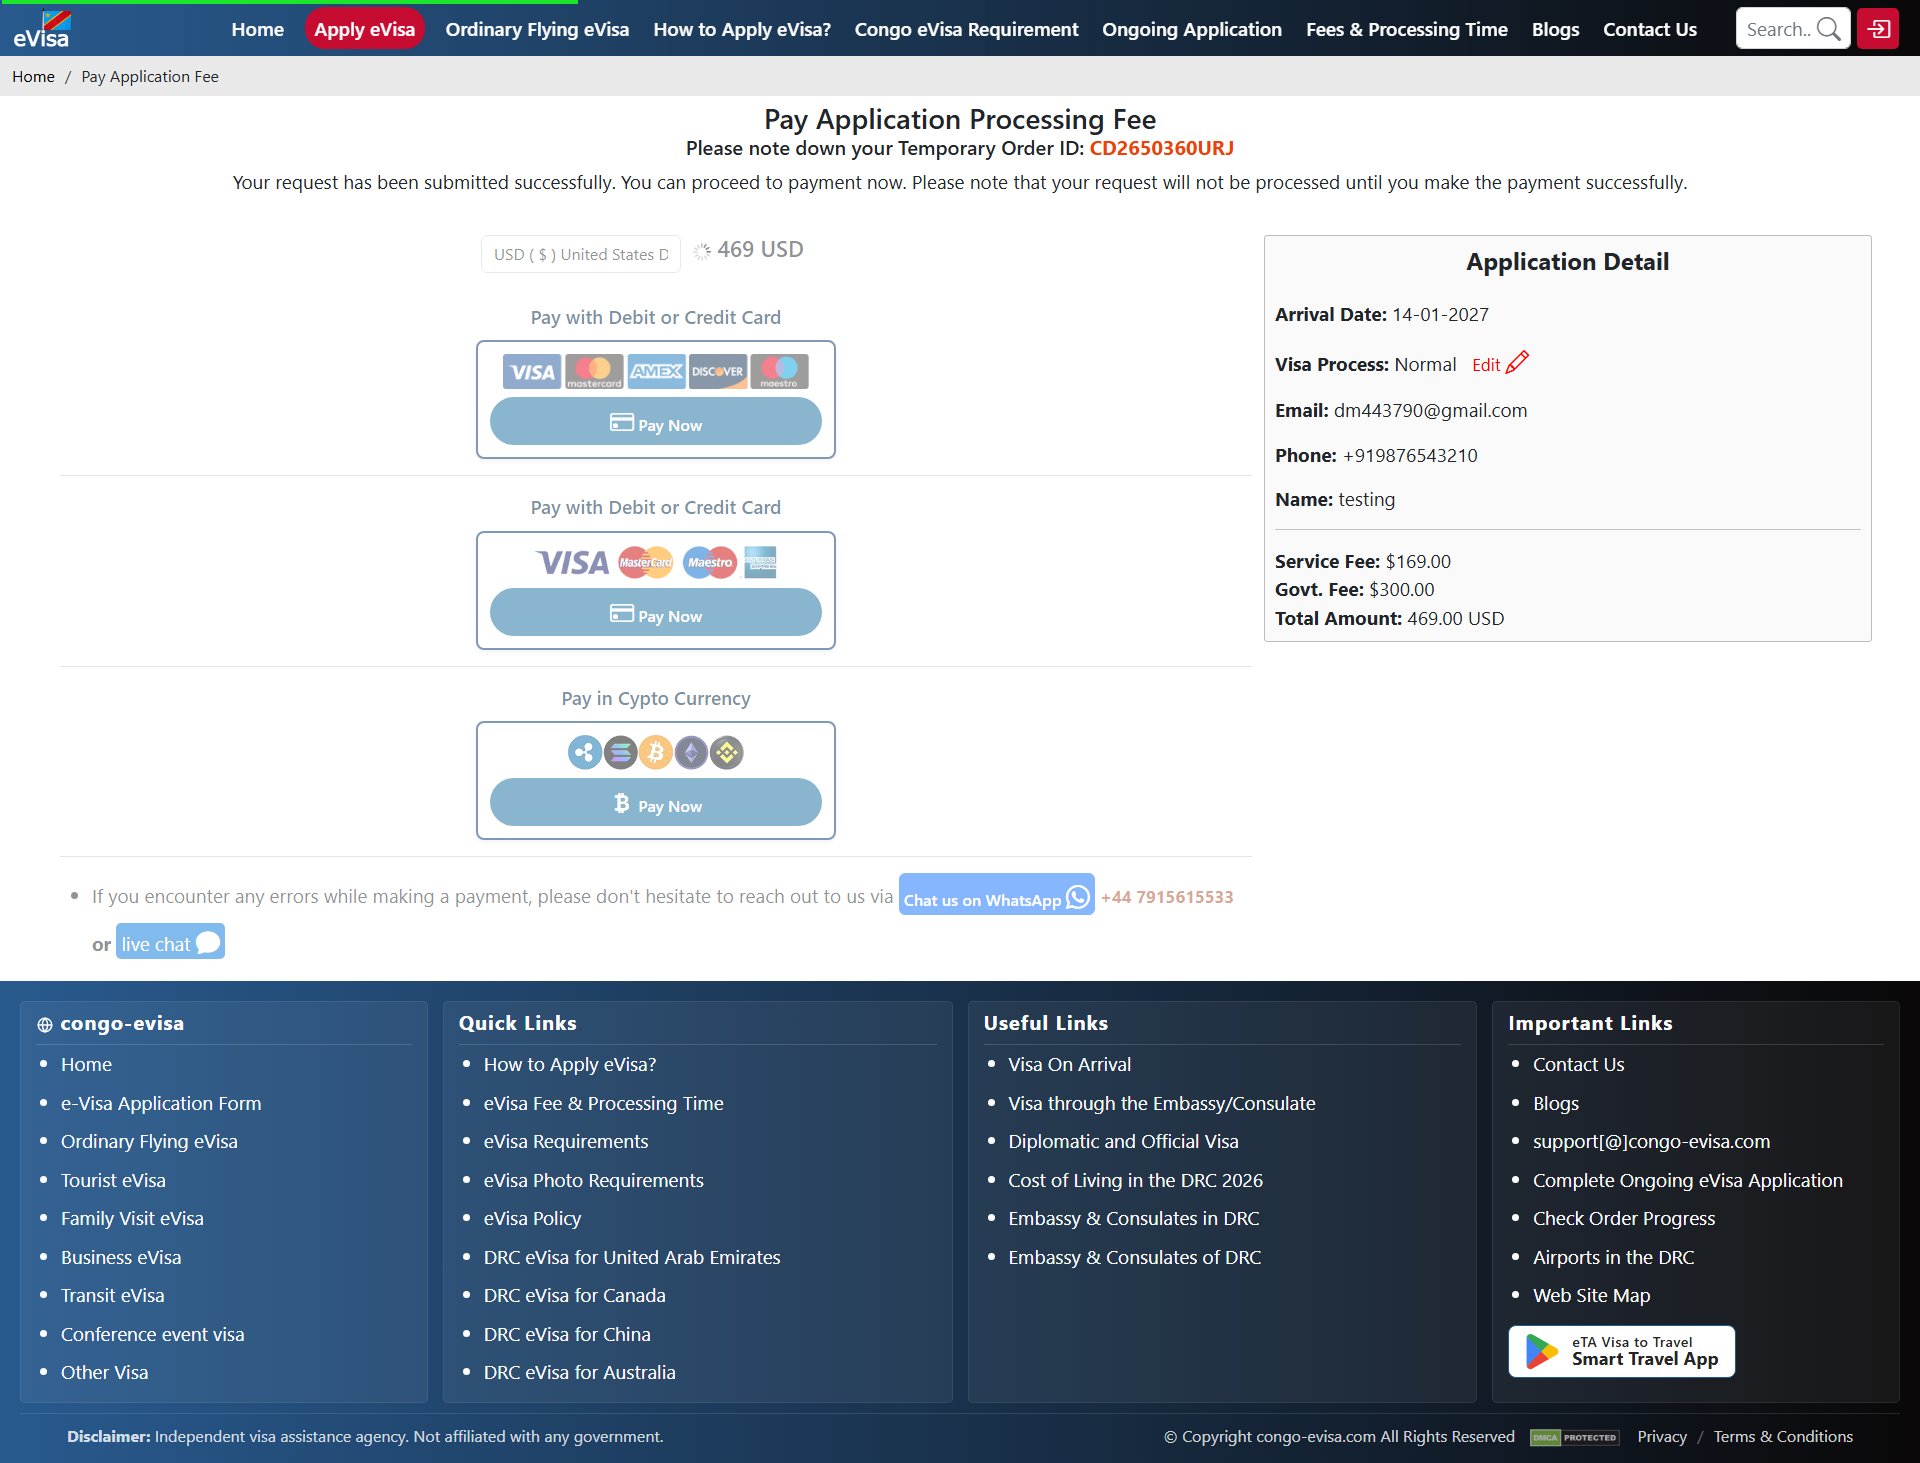 eVisa
Home
Apply eVisa
Ordinary Flying eVisa
How to Apply eVisa?
Congo eVisa Requirement
Ongoing Application
Fees & Processing Time
Blogs
Contact Us
Search..
Home / Pay Application Fee
Pay Application Processing Fee
Please note down your Temporary Order ID: CD2650360URJ
Your request has been submitted successfully. You can proceed to payment now. Please note that your request will not be processed until you make the payment successfully.
USD ( $ ) United States D
469 USD
Pay with Debit or Credit Card
VISA mastercard AMEX DISCOVER maestro
Pay Now
Pay with Debit or Credit Card
VISA MasterCard Maestro AMERICAN EXPRESS
Pay Now
Pay in Cypto Currency
Pay Now
If you encounter any errors while making a payment, please don't hesitate to reach out to us via Chat us on WhatsApp +44 7915615533
or live chat
Application Detail
Arrival Date: 14-01-2027
Visa Process: Normal Edit
Email: dm443790@gmail.com
Phone: +919876543210
Name: testing
Service Fee: $169.00
Govt. Fee: $300.00
Total Amount: 469.00 USD
congo-evisa
Home
e-Visa Application Form
Ordinary Flying eVisa
Tourist eVisa
Family Visit eVisa
Business eVisa
Transit eVisa
Conference event visa
Other Visa
Quick Links
How to Apply eVisa?
eVisa Fee & Processing Time
eVisa Requirements
eVisa Photo Requirements
eVisa Policy
DRC eVisa for United Arab Emirates
DRC eVisa for Canada
DRC eVisa for China
DRC eVisa for Australia
Useful Links
Visa On Arrival
Visa through the Embassy/Consulate
Diplomatic and Official Visa
Cost of Living in the DRC 2026
Embassy & Consulates in DRC
Embassy & Consulates of DRC
Important Links
Contact Us
Blogs
support[@]congo-evisa.com
Complete Ongoing eVisa Application
Check Order Progress
Airports in the DRC
Web Site Map
eTA Visa to Travel
Smart Travel App
Disclaimer: Independent visa assistance agency. Not affiliated with any government.
© Copyright congo-evisa.com All Rights Reserved
DMCA PROTECTED
Privacy / Terms & Conditions